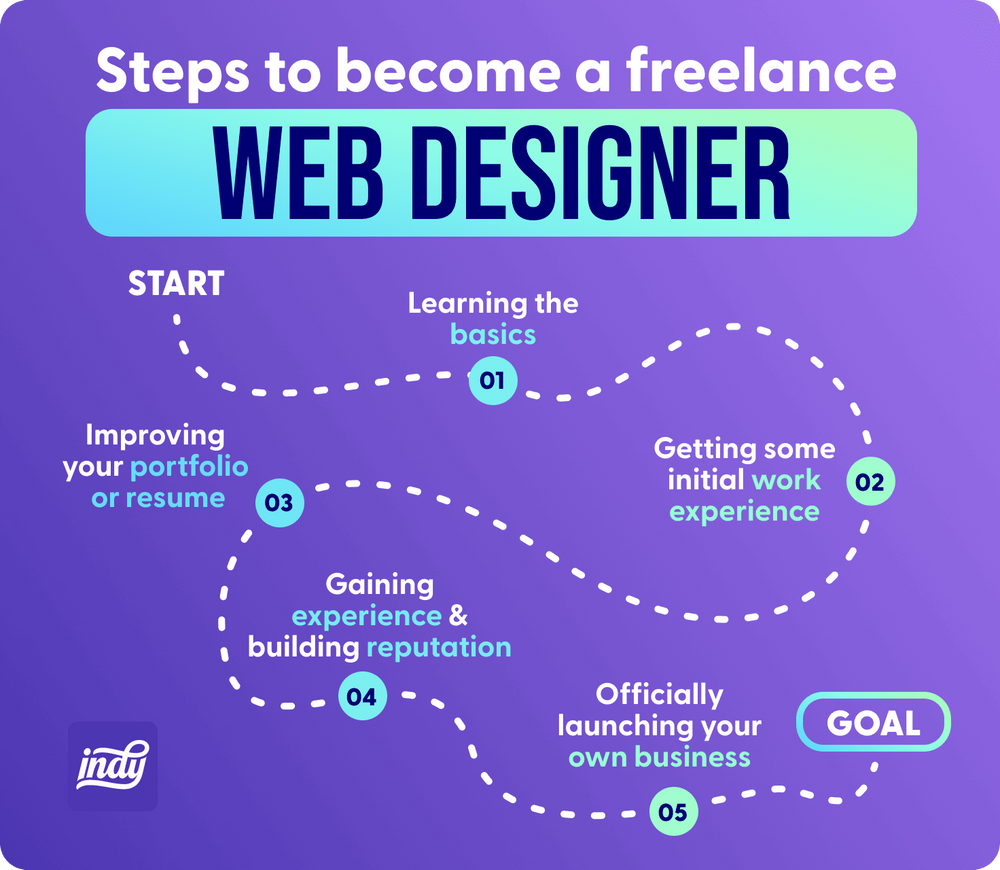 Steps to become a freelance
WEB DESIGNER
START
Learning the
basics
01
Getting some
initial work
experience
02
Improving
your portfolio
or resume
03
Gaining
experience &
building reputation
04
Officially
launching your
own business
05
GOAL
indy